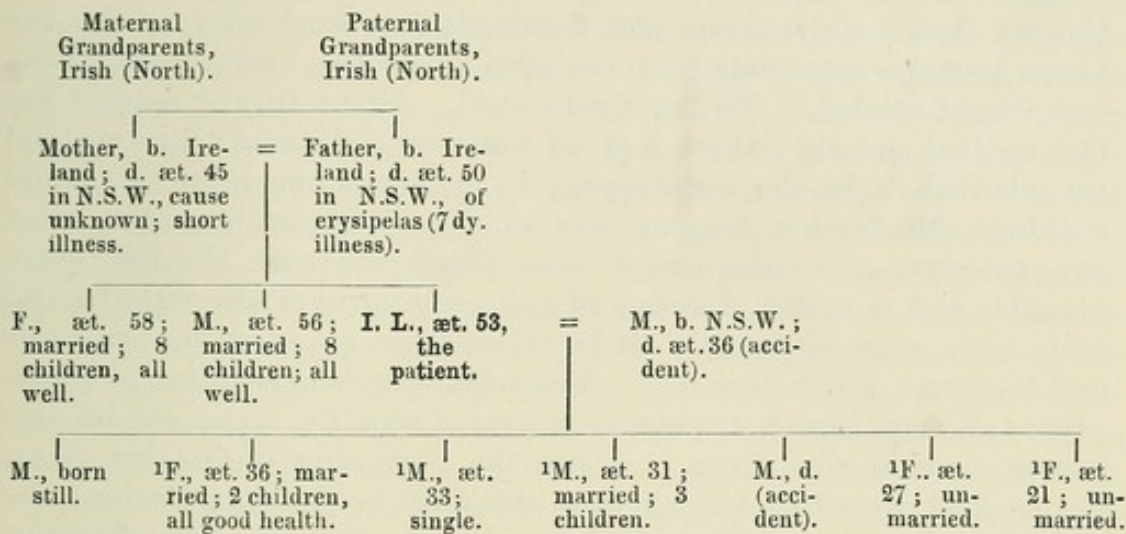 Maternal
Grandparents,
Irish (North).
Paternal
Grandparents,
Irish (North).
Mother, b. Ire-
land; d. æt. 45
in N.S.W., cause
unknown; short
illness.
=
Father, b. Ire-
land; d. æt. 50
in N.S.W., of
erysipelas (7 dy.
illness).
F., æt. 58;
married; 8
children, all
well.
M., æt. 56;
married; 8
children; all
well.
I. L., æt. 53,
the
patient.
=
M., b. N.S.W.;
d. æt. 36 (acci-
dent).
M., born
still.
¹F., æt. 36; mar-
ried; 2 children,
all good health.
¹M., æt.
33;
single.
¹M., æt. 31;
married; 3
children.
M., d.
(acci-
dent).
¹F.. æt.
27; un-
married.
¹F., æt.
21; un-
married.